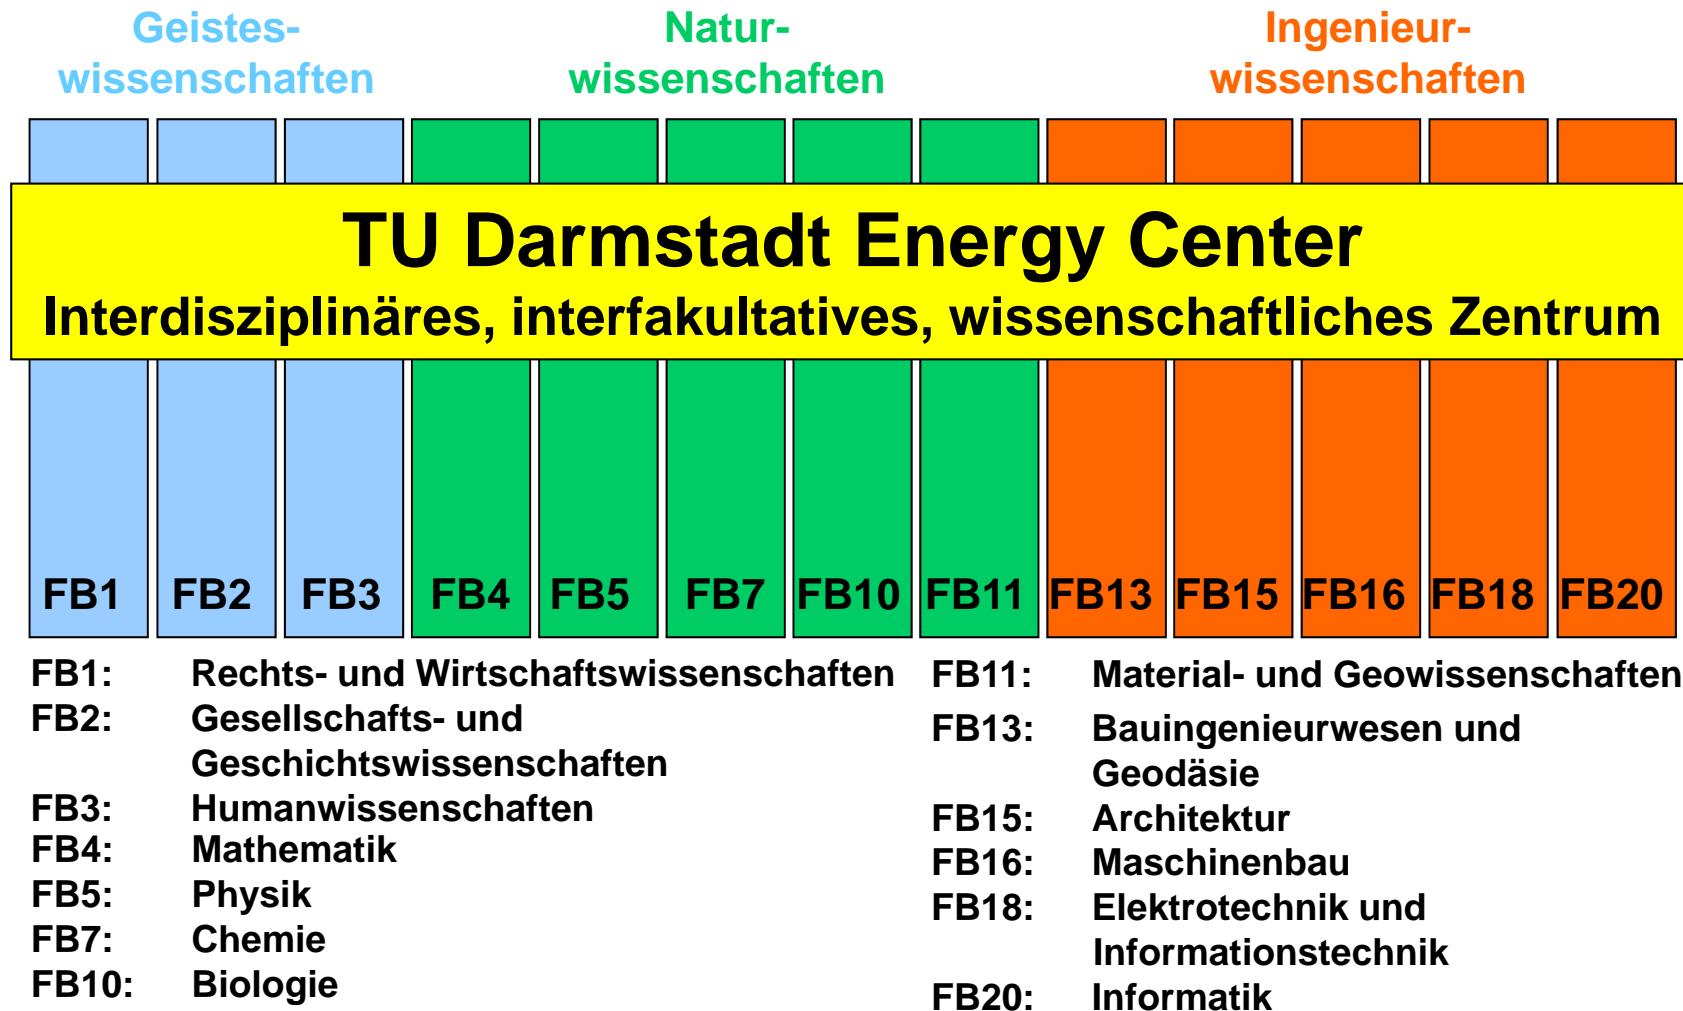 Geistes-
wissenschaften
Natur-
wissenschaften
Ingenieur-
wissenschaften
TU Darmstadt Energy Center
Interdisziplinäres, interfakultatives, wissenschaftliches Zentrum
FB1 FB2 FB3 FB4 FB5 FB7 FB10 FB11 FB13 FB15 FB16 FB18 FB20
FB1: Rechts- und Wirtschaftswissenschaften
FB2: Gesellschafts- und
Geschichtswissenschaften
FB3: Humanwissenschaften
FB4: Mathematik
FB5: Physik
FB7: Chemie
FB10: Biologie
FB11: Material- und Geowissenschaften
FB13: Bauingenieurwesen und
Geodäsie
FB15: Architektur
FB16: Maschinenbau
FB18: Elektrotechnik und
Informationstechnik
FB20: Informatik